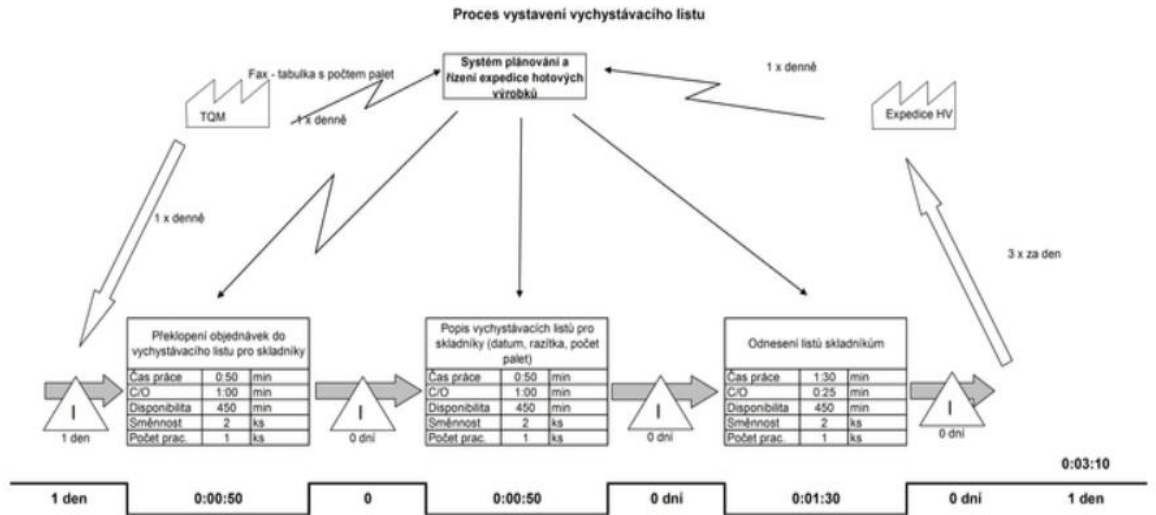 Proces vystavení vychystávacího listu
Systém plánování a
řízení expedice hotových
výrobků
Fax - tabulka s počtem palet
TQM
1 x denně
1 x denně
Expedice HV
1 x denně
3 x za den
Překlopení objednávek do
vychystávacího listu pro skladníky
Čas práce 0:50 min
C/O 1:00 min
Disponibilita 450 min
Směnnost 2 ks
Počet prac. 1 ks
Popis vychystávacích listů pro
skladníky (datum, razítka, počet
palet)
Čas práce 0:50 min
C/O 1:00 min
Disponibilita 450 min
Směnnost 2 ks
Počet prac. 1 ks
Odnesení listů skladníkům
Čas práce 1:30 min
C/O 0:25 min
Disponibilita 450 min
Směnnost 2 ks
Počet prac. 1 ks
I
1 den
I
0 dní
I
0 dní
I
0 dní
0:03:10
1 den 0:00:50 0 0:00:50 0 dní 0:01:30 0 dní 1 den